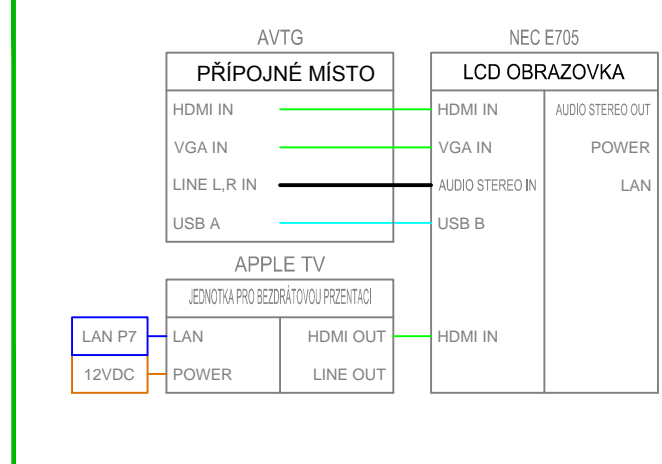 AVTG
PŘÍPOJNÉ MÍSTO
HDMI IN
VGA IN
LINE L,R IN
USB A
NEC E705
LCD OBRAZOVKA
HDMI IN
AUDIO STEREO OUT
VGA IN
POWER
AUDIO STEREO IN
LAN
USB B
HDMI IN
APPLE TV
JEDNOTKA PRO BEZDRÁTOVOU PRZENTACI
LAN P7
LAN
HDMI OUT
12VDC
POWER
LINE OUT